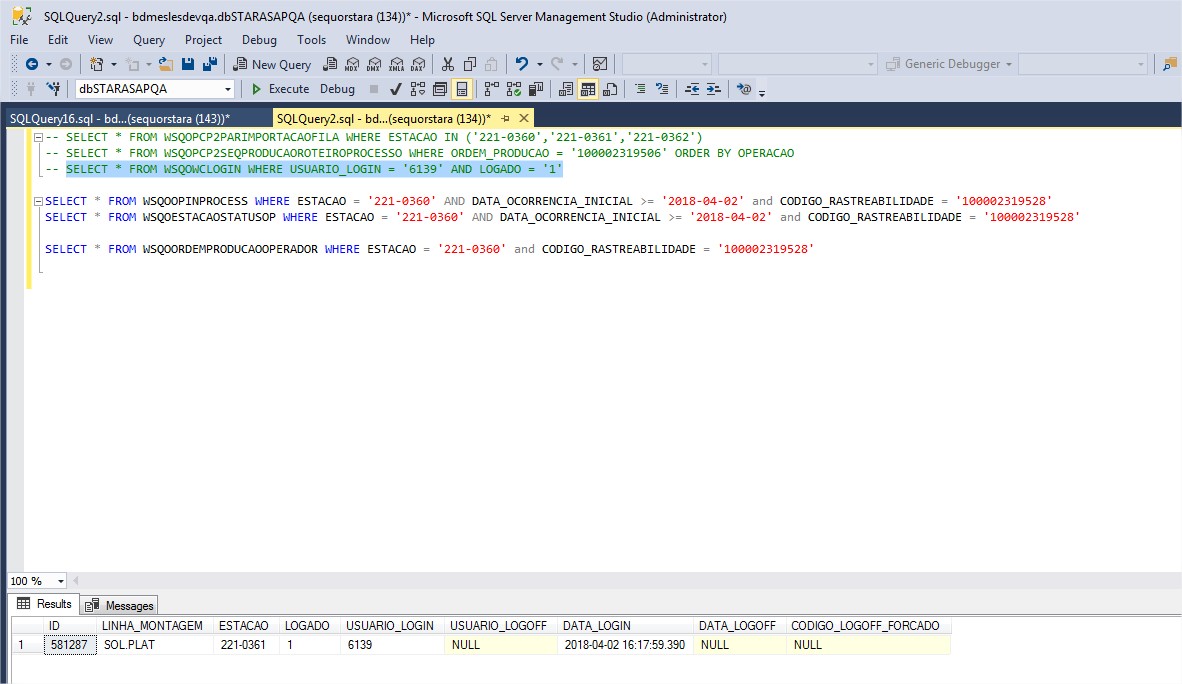 SQLQuery2.sql - bdmeslesdevqa.dbSTARASAPQA (sequorstara (134))* - Microsoft SQL Server Management Studio (Administrator)
File Edit View Query Project Debug Tools Window Help
New Query MDX DMX XMLA DAX Generic Debugger
dbSTARASAPQA Execute Debug
SQLQuery16.sql - bd...(sequorstara (143))* SQLQuery2.sql - bd...(sequorstara (134))*
-- SELECT * FROM WSQOPCP2PARIMPORTACAOFILA WHERE ESTACAO IN ('221-0360','221-0361','221-0362')
-- SELECT * FROM WSQOPCP2SEQPRODUCAOROTEIROPROCESSO WHERE ORDEM_PRODUCAO = '100002319506' ORDER BY OPERACAO
-- SELECT * FROM WSQOWCLOGIN WHERE USUARIO_LOGIN = '6139' AND LOGADO = '1'
SELECT * FROM WSQOOPINPROCESS WHERE ESTACAO = '221-0360' AND DATA_OCORRENCIA_INICIAL >= '2018-04-02' and CODIGO_RASTREABILIDADE = '100002319528'
SELECT * FROM WSQOESTACAOSTATUSOP WHERE ESTACAO = '221-0360' AND DATA_OCORRENCIA_INICIAL >= '2018-04-02' and CODIGO_RASTREABILIDADE = '100002319528'
SELECT * FROM WSQOORDEMPRODUCAOOPERADOR WHERE ESTACAO = '221-0360' and CODIGO_RASTREABILIDADE = '100002319528'
100 %
Results Messages
ID LINHA_MONTAGEM ESTACAO LOGADO USUARIO_LOGIN USUARIO_LOGOFF DATA_LOGIN DATA_LOGOFF CODIGO_LOGOFF_FORCADO
1 581287 SOL.PLAT 221-0361 1 6139 NULL 2018-04-02 16:17:59.390 NULL NULL